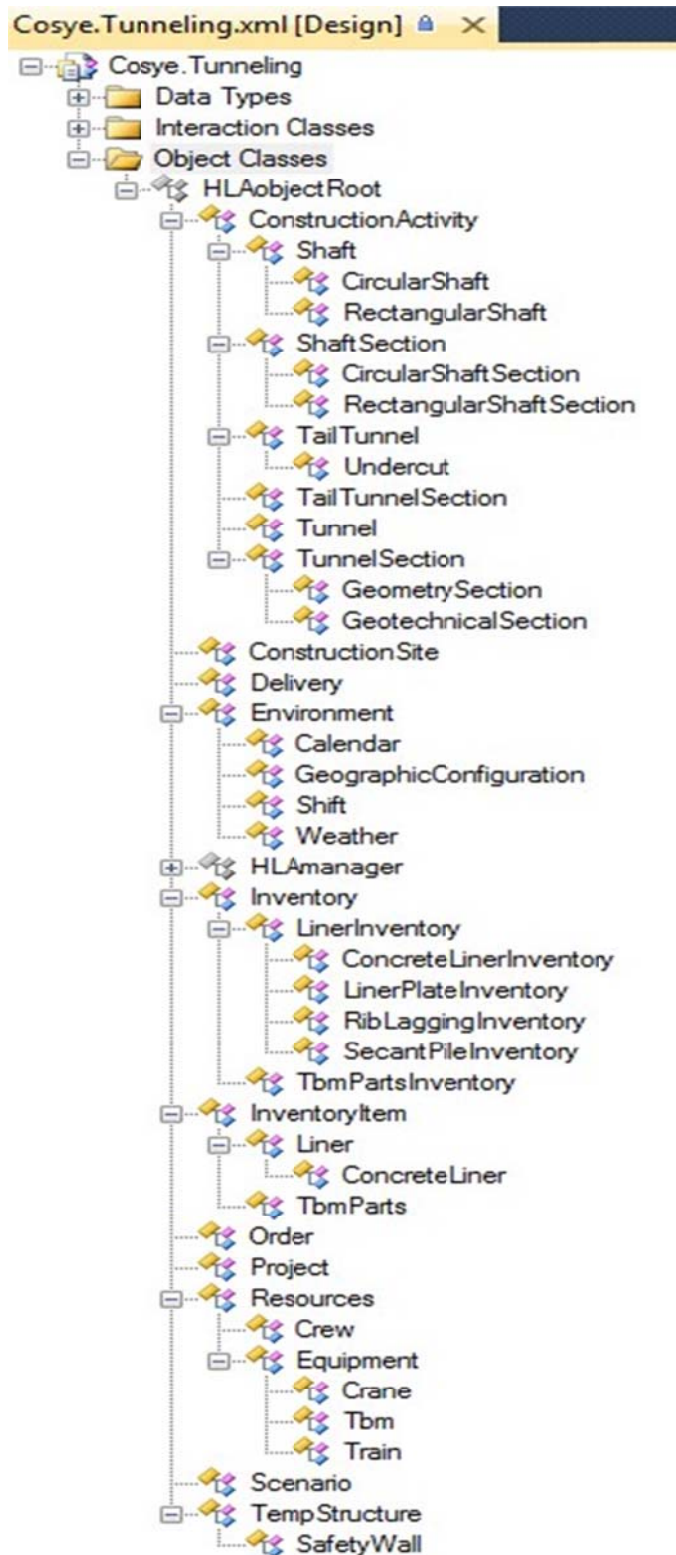 Cosye.Tunneling.xml [Design]
Cosye.Tunneling
Data Types
Interaction Classes
Object Classes
HLAobjectRoot
ConstructionActivity
Shaft
CircularShaft
RectangularShaft
ShaftSection
CircularShaftSection
RectangularShaftSection
TailTunnel
Undercut
TailTunnelSection
Tunnel
TunnelSection
GeometrySection
GeotechnicalSection
ConstructionSite
Delivery
Environment
Calendar
GeographicConfiguration
Shift
Weather
HLAmanager
Inventory
LinerInventory
ConcreteLinerInventory
LinerPlateInventory
RibLaggingInventory
SecantPileInventory
TbmPartsInventory
InventoryItem
Liner
ConcreteLiner
TbmParts
Order
Project
Resources
Crew
Equipment
Crane
Tbm
Train
Scenario
TempStructure
SafetyWall